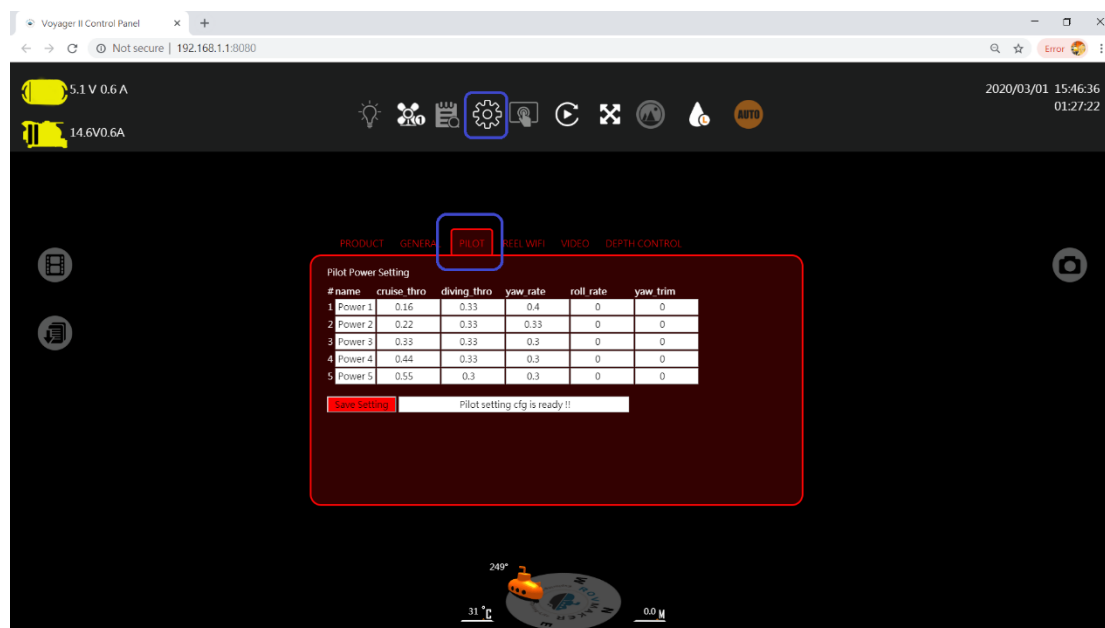 Voyager II Control Panel
Not secure | 192.168.1.1:8080
Error
5.1 V 0.6 A
2020/03/01 15:46:36
01:27:22
AUTO
14.6V0.6A
PRODUCT GENERAL PILOT REEL WIFI VIDEO DEPTH CONTROL
Pilot Power Setting
# name cruise_thro diving_thro yaw_rate roll_rate yaw_trim
1 Power 1 0.16 0.33 0.4 0 0
2 Power 2 0.22 0.33 0.33 0 0
3 Power 3 0.33 0.33 0.3 0 0
4 Power 4 0.44 0.33 0.3 0 0
5 Power 5 0.55 0.3 0.3 0 0
Save Setting Pilot setting cfg is ready !!
249°
31 °C
ROVMAKER
N
E
0.0 M